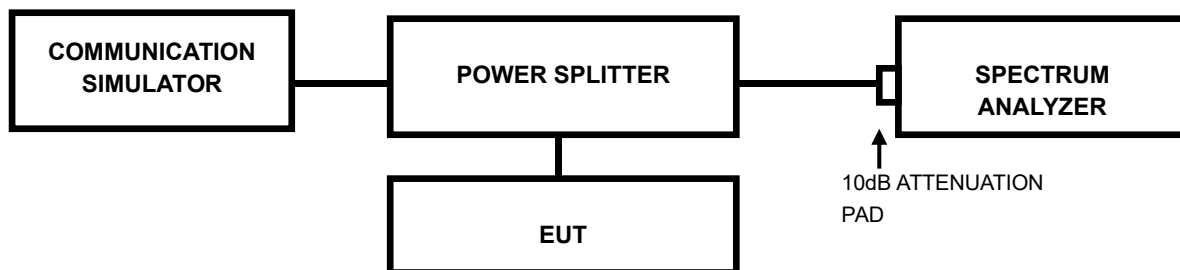 COMMUNICATION
SIMULATOR
POWER SPLITTER
SPECTRUM
ANALYZER
10dB ATTENUATION
PAD
EUT